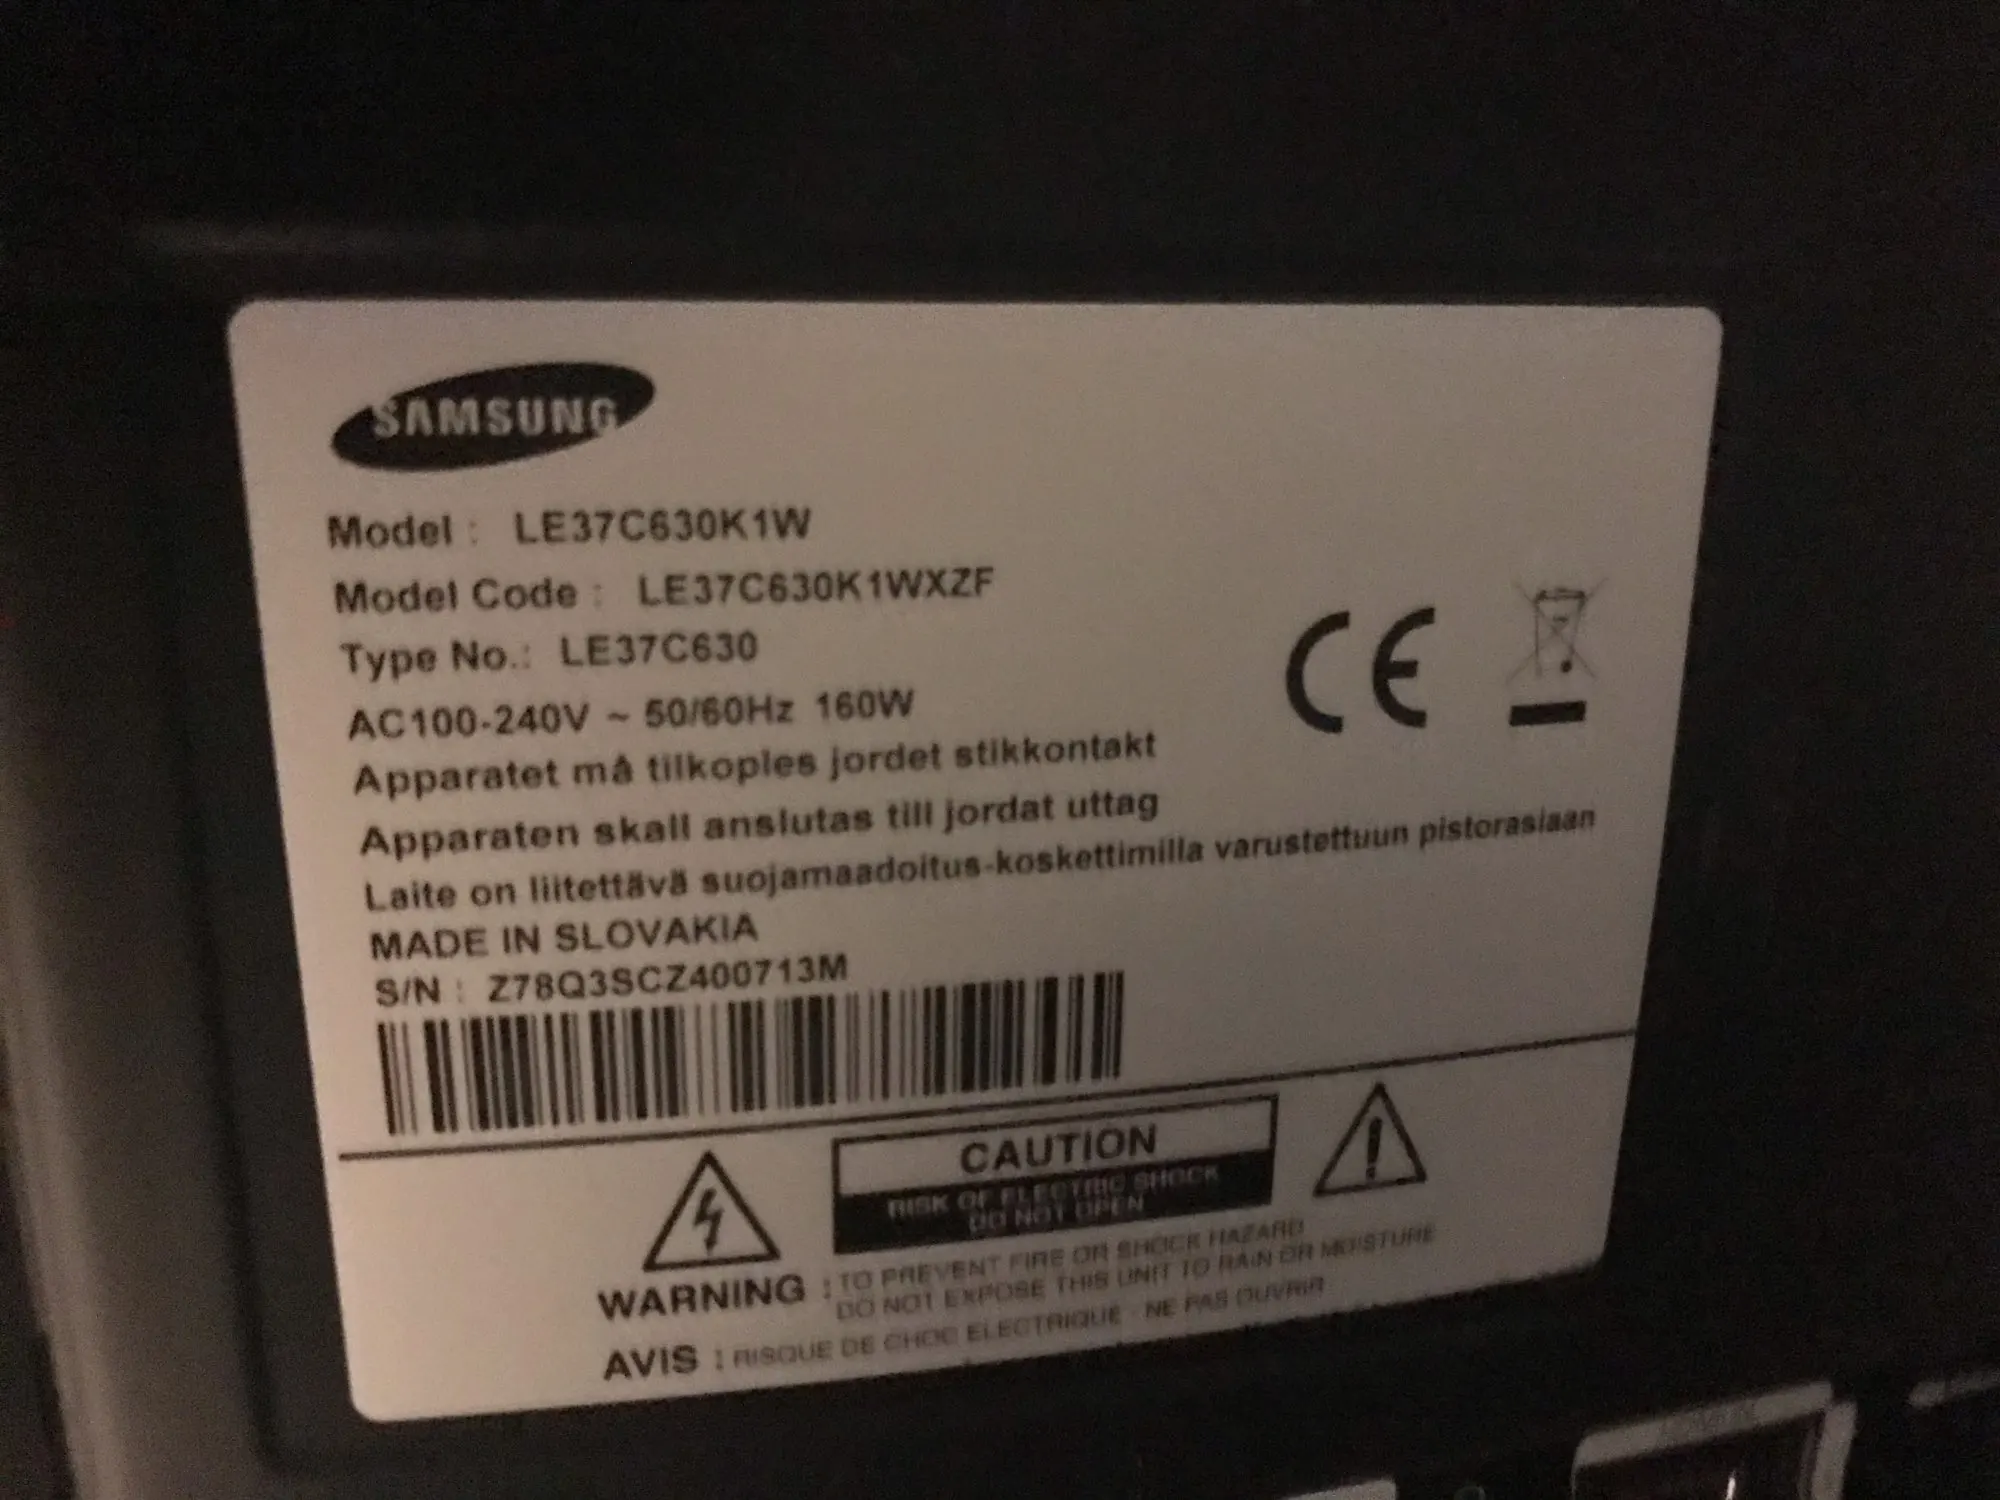 SAMSUNG
Model : LE37C630K1W
Model Code : LE37C630K1WXZF
Type No.: LE37C630
AC100-240V ~ 50/60Hz 160W
Apparatet må tilkoples jordet stikkontakt
Apparaten skall anslutas till jordat uttag
Laite on liitettävä suojamaadoitus-koskettimilla varustettuun pistorasiaan
MADE IN SLOVAKIA
S/N : Z78Q3SCZ400713M
CE
CAUTION
RISK OF ELECTRIC SHOCK
DO NOT OPEN
WARNING : TO PREVENT FIRE OR SHOCK HAZARD
DO NOT EXPOSE THIS UNIT TO RAIN OR MOISTURE
AVIS : RISQUE DE CHOC ELECTRIQUE - NE PAS OUVRIR